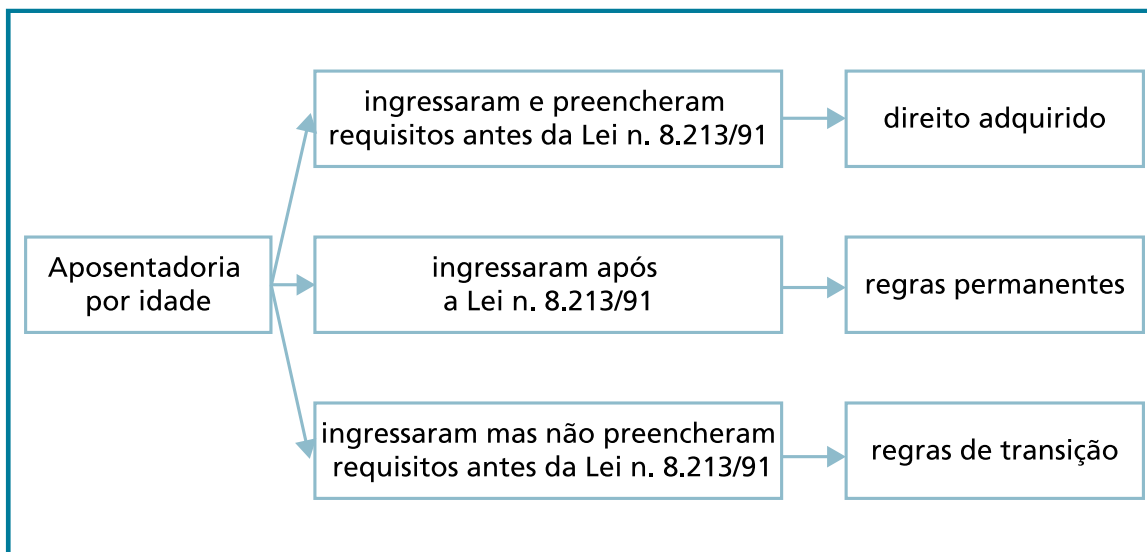 Aposentadoria
por idade
ingressaram e preencheram
requisitos antes da Lei n. 8.213/91
direito adquirido
ingressaram após
a Lei n. 8.213/91
regras permanentes
ingressaram mas não preencheram
requisitos antes da Lei n. 8.213/91
regras de transição